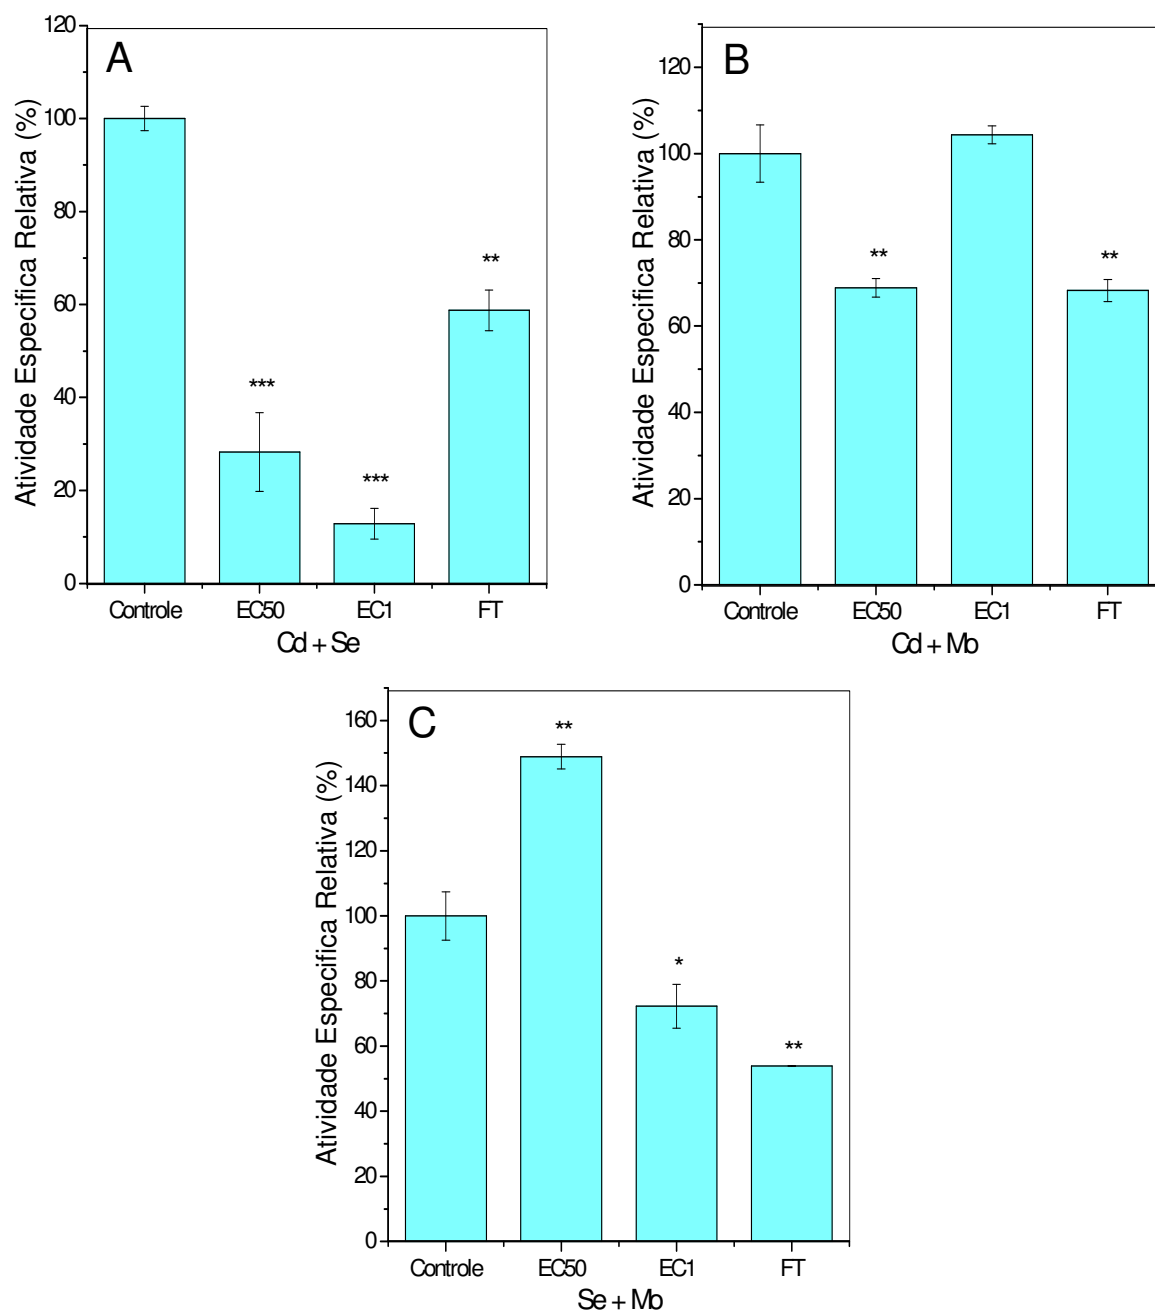 A
Atividade Especifica Relativa (%)
120
100
80
60
40
20
0
***
***
**
Controle EC50 EC1 FT
Cd + Se
B
Atividade Especifica Relativa (%)
120
100
80
60
40
20
0
**
**
Controle EC50 EC1 FT
Cd + Mo
C
Atividade Especifica Relativa (%)
160
140
120
100
80
60
40
20
0
**
*
**
Controle EC50 EC1 FT
Se + Mo